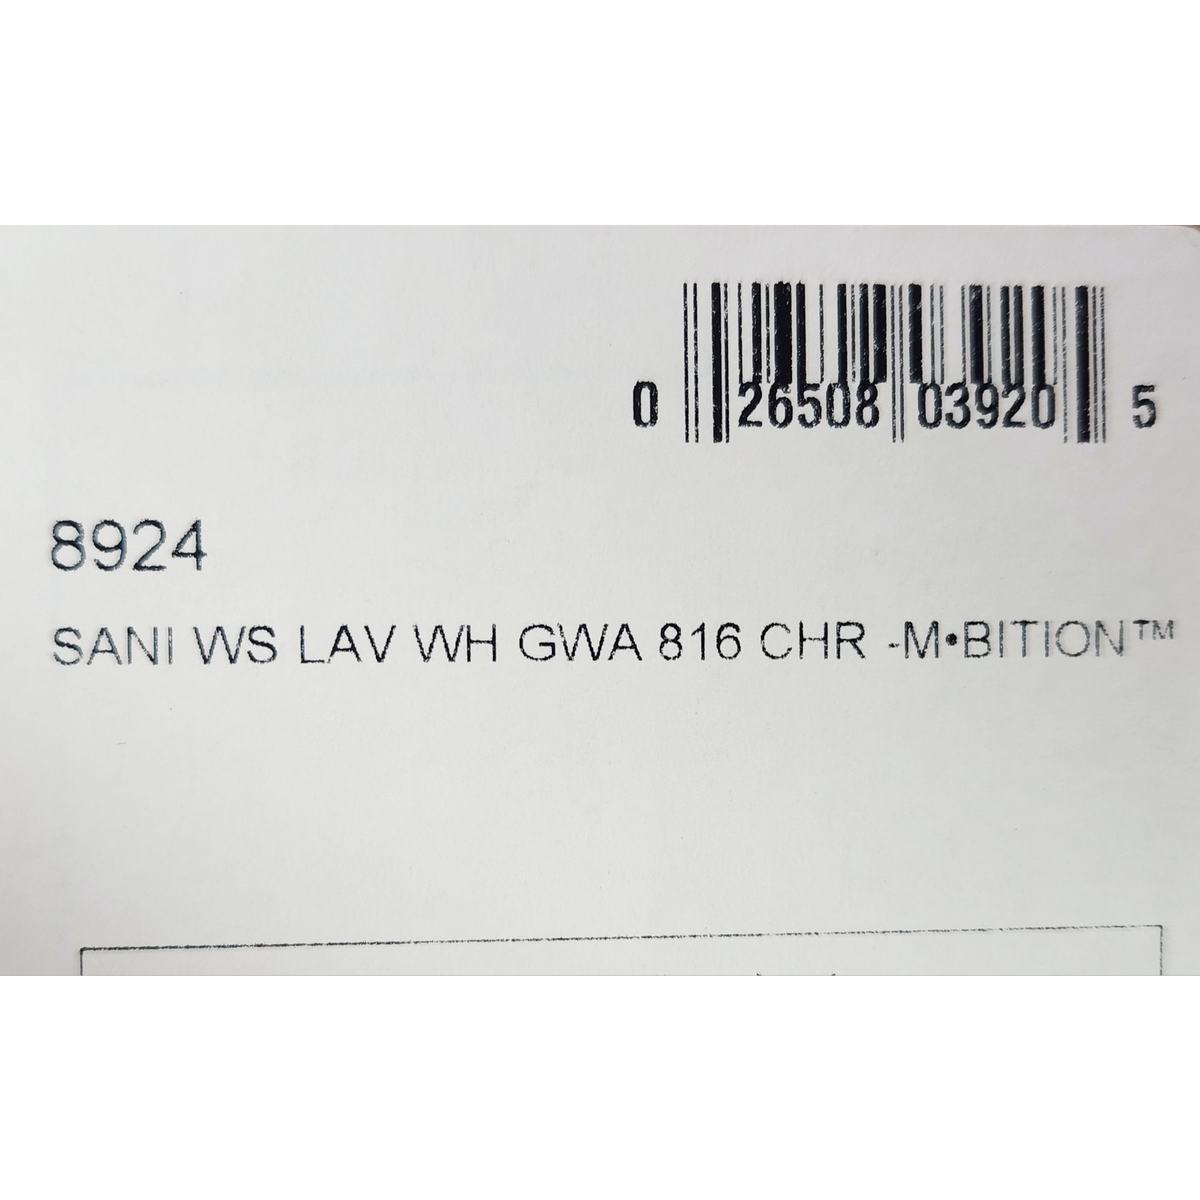 0 26508 03920 5
8924
SANI WS LAV WH GWA 816 CHR -M•BITION™